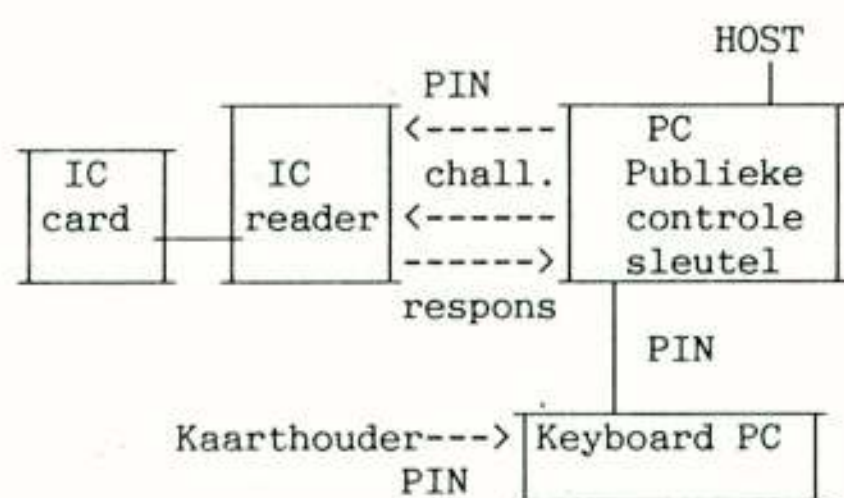 HOST
PIN
<------ PC
IC IC chall. Publieke
card reader <------ controle
------> sleutel
respons
PIN
Kaarthouder---> Keyboard PC
PIN